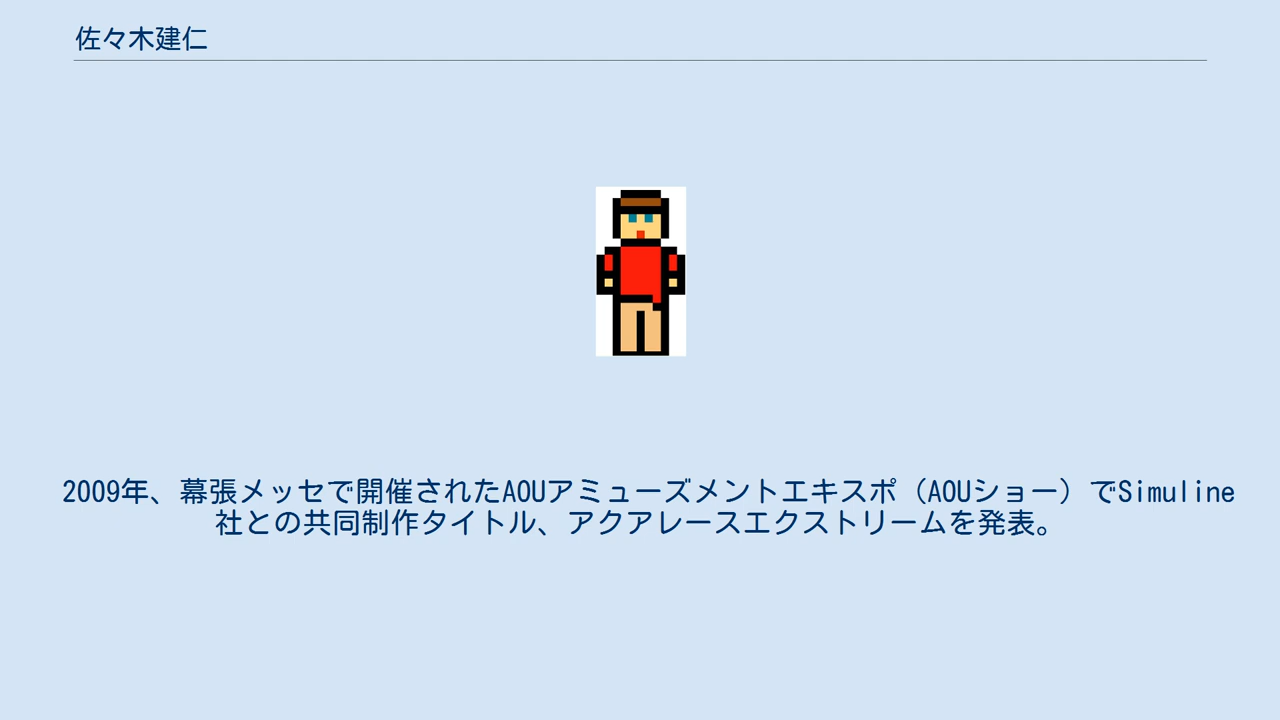 佐々木建仁
2009年、幕張メッセで開催されたAOUアミューズメントエキスポ（AOUショー）でSimuline
社との共同制作タイトル、アクアレースエクストリームを発表。